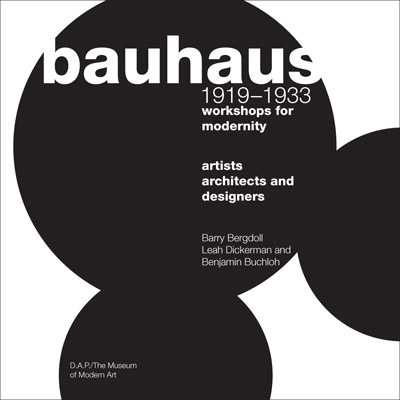 bauhaus
1919–1933
workshops for
modernity
artists
architects and
designers
Barry Bergdoll
Leah Dickerman and
Benjamin Buchloh
D.A.P./The Museum
of Modern Art